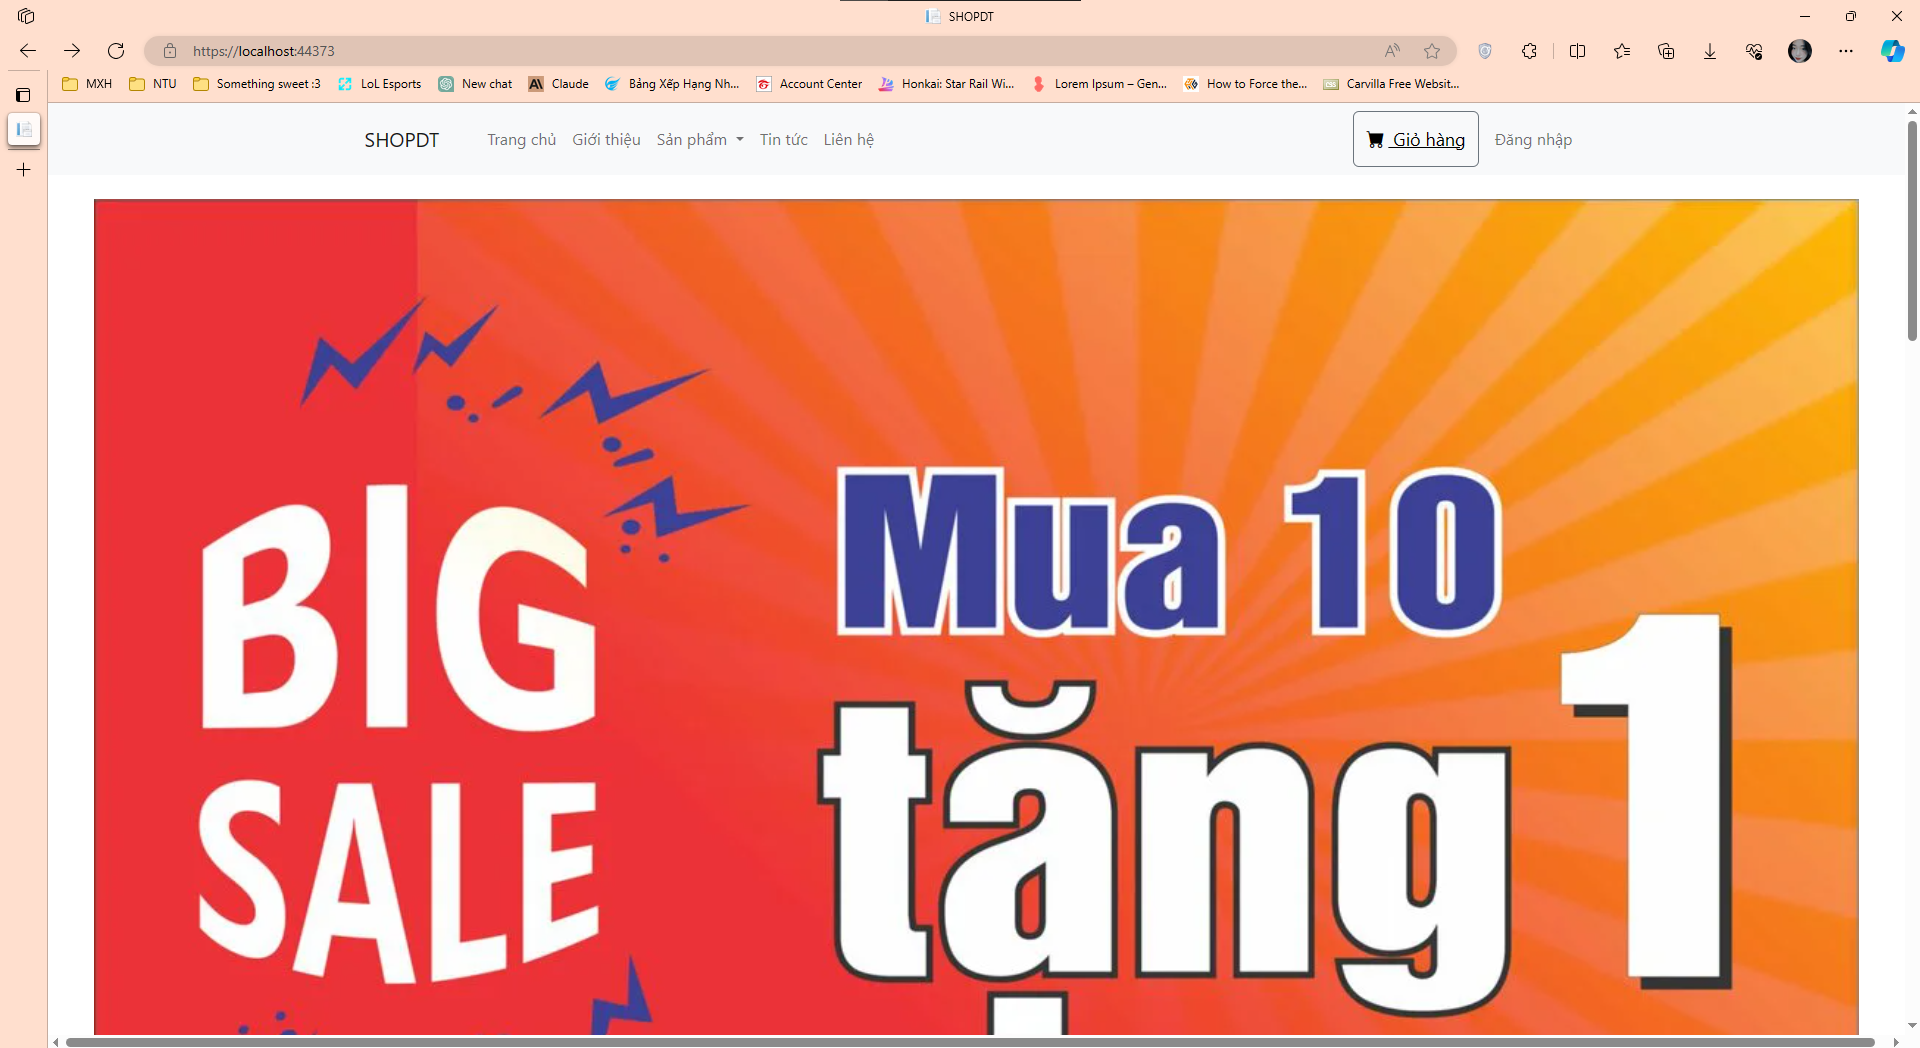 SHOPDT
https://localhost:44373
MXH NTU Something sweet :3 LoL Esports New chat Claude Bảng Xếp Hạng Nh... Account Center Honkai: Star Rail Wi... Lorem Ipsum – Gen... How to Force the... Carvilla Free Websit...
SHOPDT Trang chủ Giới thiệu Sản phẩm Tin tức Liên hệ Giỏ hàng Đăng nhập
BIG
SALE
Mua 10
tặng 1